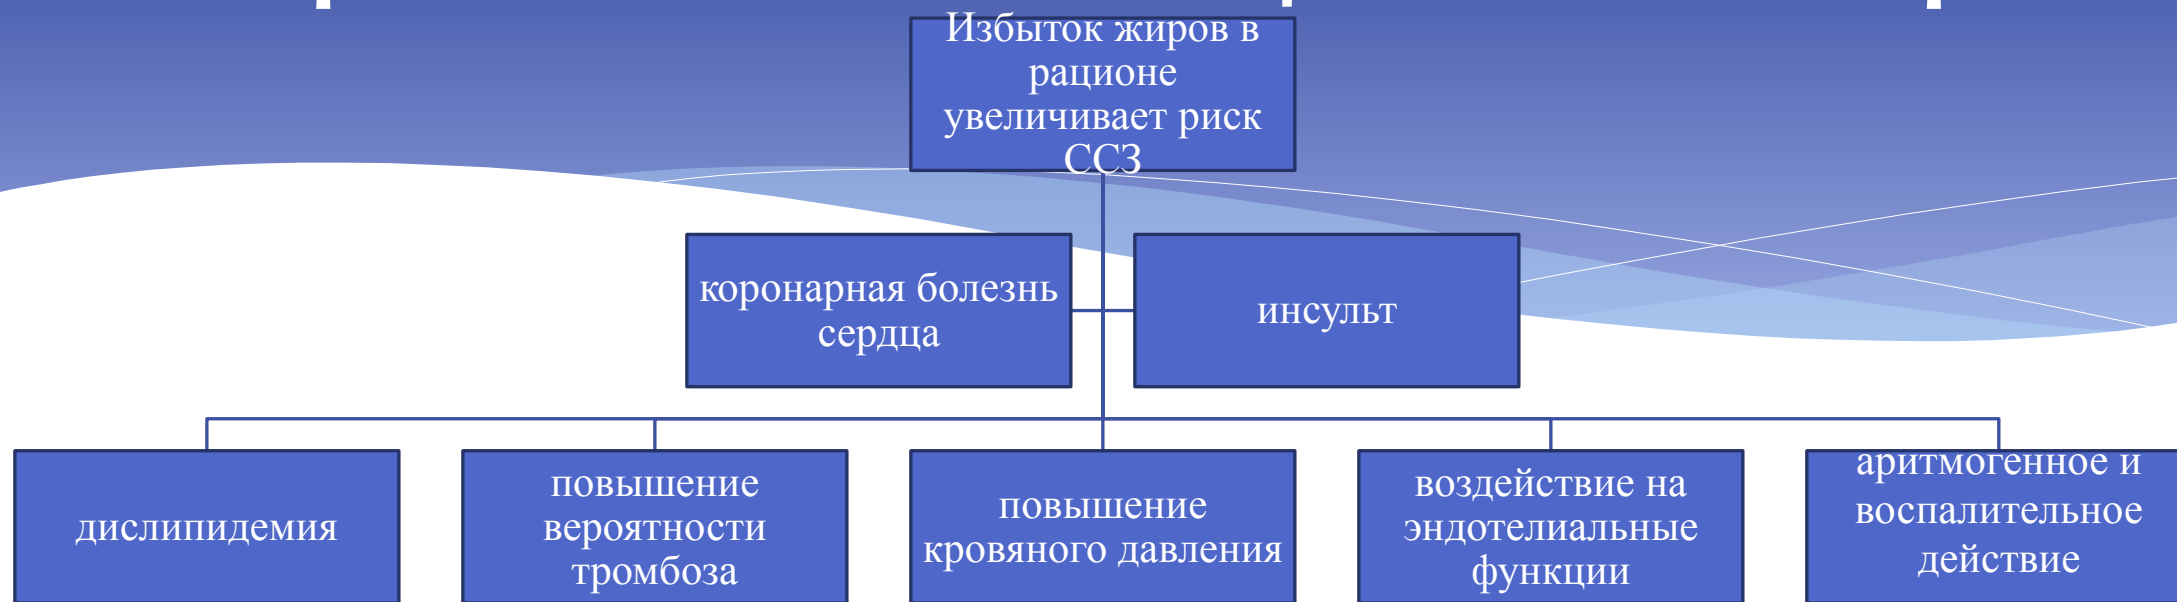 Избыток жиров в
рационе
увеличивает риск
ССЗ
коронарная болезнь
сердца
инсульт
дислипидемия
повышение
вероятности
тромбоза
повышение
кровяного давления
воздействие на
эндотелиальные
функции
аритмогенное и
воспалительное
действие